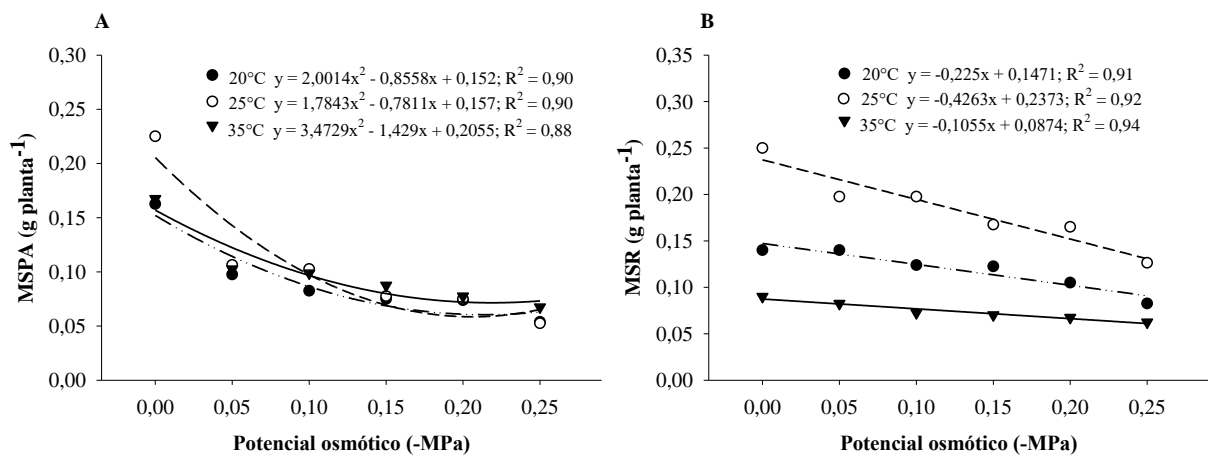 A
MSPA (g planta-1)
0,30
0,25
0,20
0,15
0,10
0,05
0,00
20°C y = 2,0014x2 - 0,8558x + 0,152; R2 = 0,90
25°C y = 1,7843x2 - 0,7811x + 0,157; R2 = 0,90
35°C y = 3,4729x2 - 1,429x + 0,2055; R2 = 0,88
0,00 0,05 0,10 0,15 0,20 0,25
Potencial osmótico (-MPa)
B
MSR (g planta-1)
0,35
0,30
0,25
0,20
0,15
0,10
0,05
0,00
20°C y = -0,225x + 0,1471; R2 = 0,91
25°C y = -0,4263x + 0,2373; R2 = 0,92
35°C y = -0,1055x + 0,0874; R2 = 0,94
0,00 0,05 0,10 0,15 0,20 0,25
Potencial osmótico (-MPa)